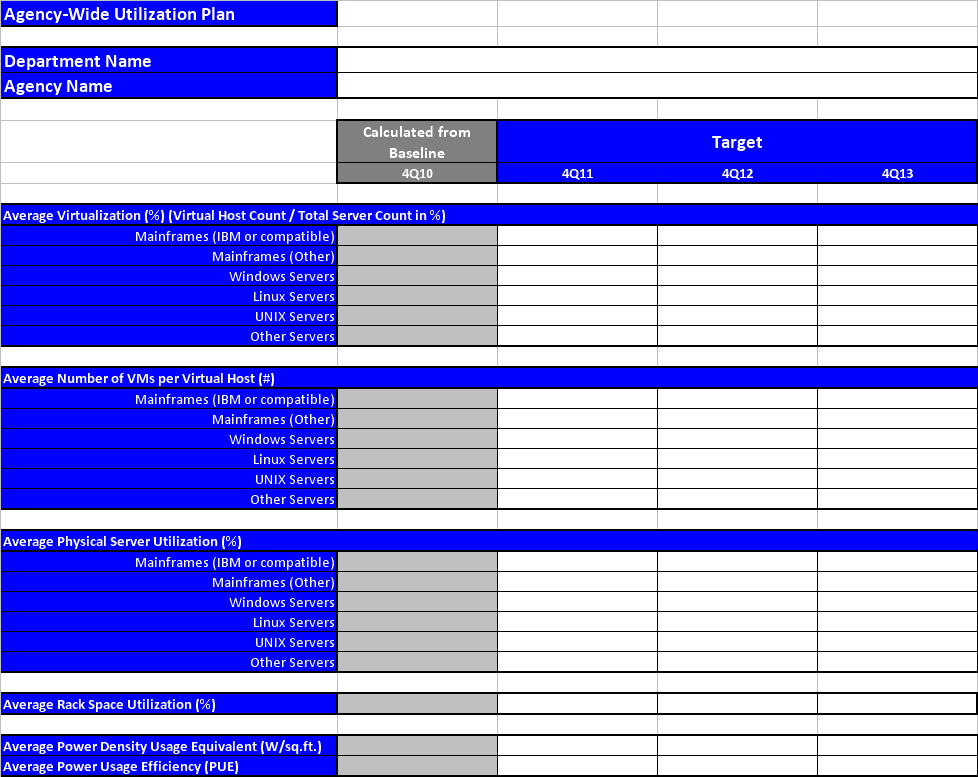 Agency-Wide Utilization Plan
Department Name
Agency Name
Calculated from
Baseline
Target
4Q10 4Q11 4Q12 4Q13
Average Virtualization (%) (Virtual Host Count / Total Server Count in %)
Mainframes (IBM or compatible)
Mainframes (Other)
Windows Servers
Linux Servers
UNIX Servers
Other Servers
Average Number of VMs per Virtual Host (#)
Mainframes (IBM or compatible)
Mainframes (Other)
Windows Servers
Linux Servers
UNIX Servers
Other Servers
Average Physical Server Utilization (%)
Mainframes (IBM or compatible)
Mainframes (Other)
Windows Servers
Linux Servers
UNIX Servers
Other Servers
Average Rack Space Utilization (%)
Average Power Density Usage Equivalent (W/sq.ft.)
Average Power Usage Efficiency (PUE)